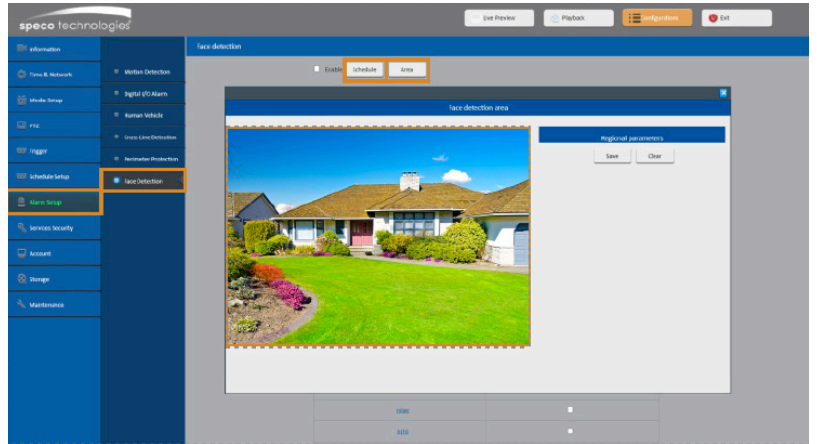 speco technologies
Live Preview
Playback
onfiguration
Exit
Information
Time & Network
Media Setup
PTZ
Trigger
Schedule Setup
Alarm Setup
Services Security
Account
Storage
Maintenance
Motion Detection
Digital I/O Alarm
Human Vehicle
Cross Line Detection
Perimeter Protection
Face Detection
Face detection
Enable
Schedule
Area
Face detection area
Regional parameters
Save
Clear